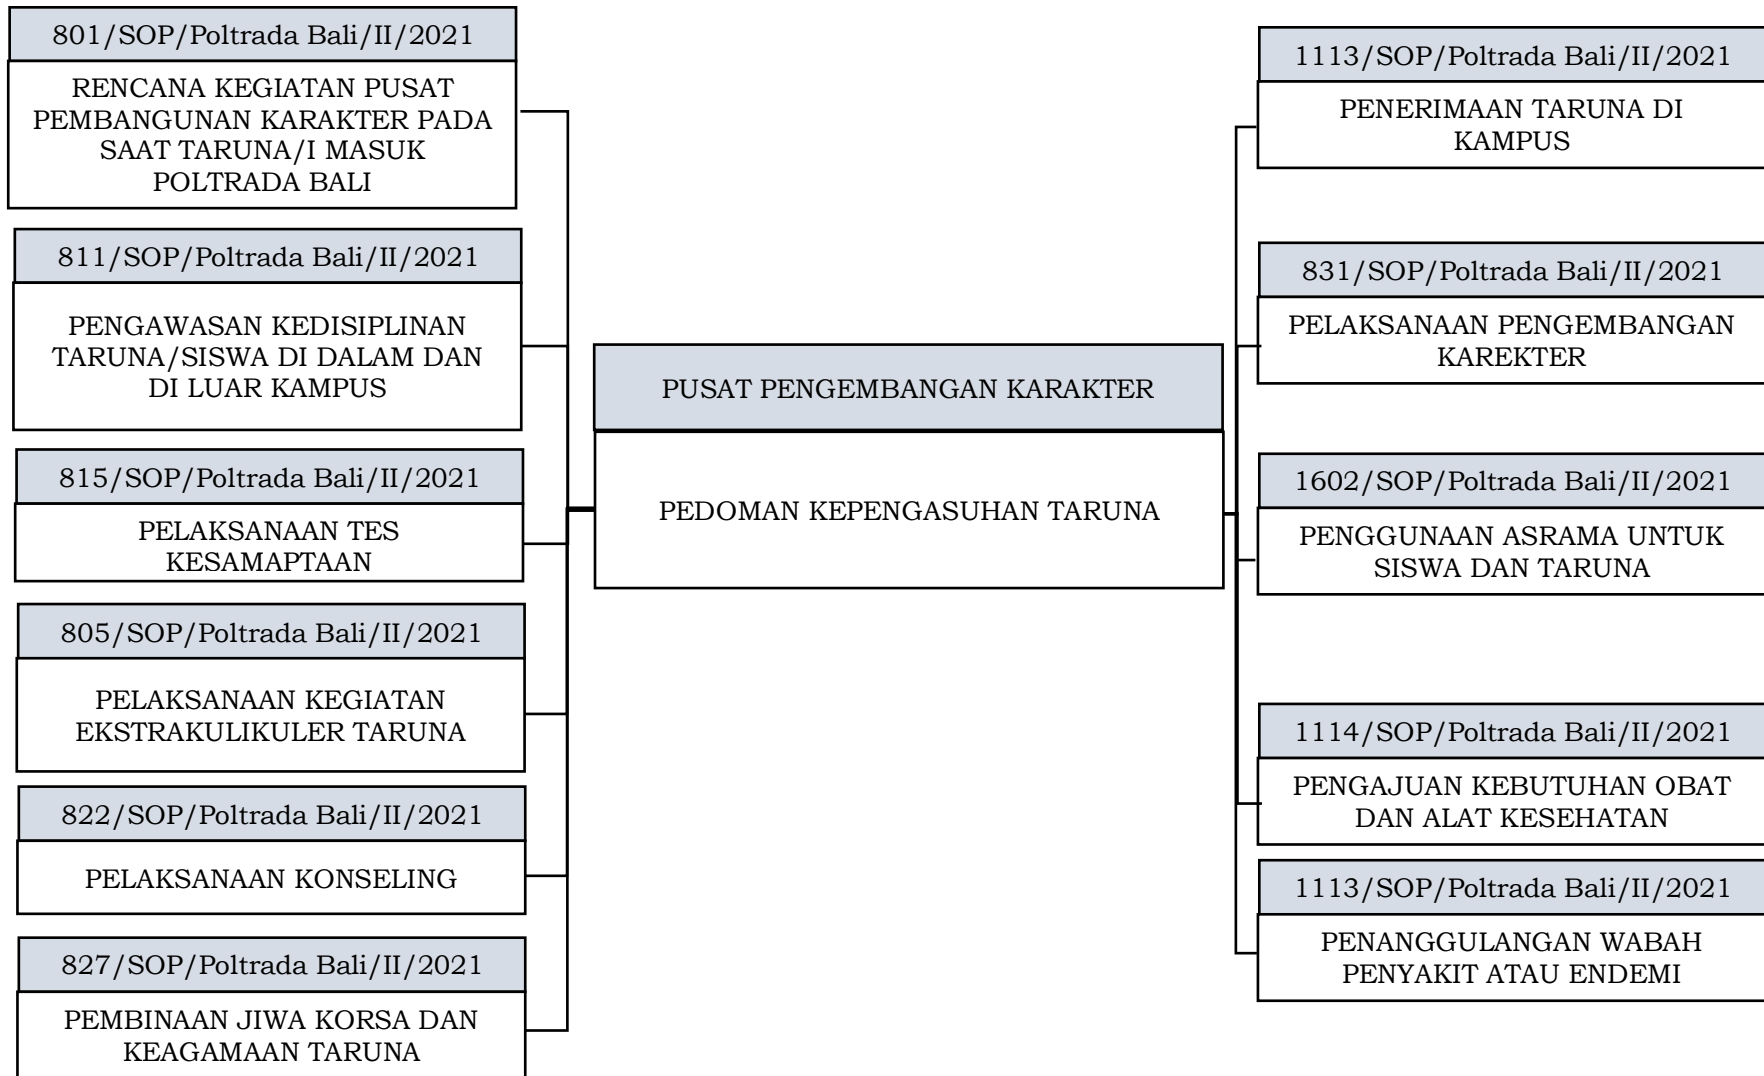 801/SOP/Poltrada Bali/II/2021
RENCANA KEGIATAN PUSAT
PEMBANGUNAN KARAKTER PADA
SAAT TARUNA/I MASUK
POLTRADA BALI
811/SOP/Poltrada Bali/II/2021
PENGAWASAN KEDISIPLINAN
TARUNA/SISWA DI DALAM DAN
DI LUAR KAMPUS
815/SOP/Poltrada Bali/II/2021
PELAKSANAAN TES
KESAMAPTAAN
805/SOP/Poltrada Bali/II/2021
PELAKSANAAN KEGIATAN
EKSTRAKULIKULER TARUNA
822/SOP/Poltrada Bali/II/2021
PELAKSANAAN KONSELING
827/SOP/Poltrada Bali/II/2021
PEMBINAAN JIWA KORSA DAN
KEAGAMAAN TARUNA
PUSAT PENGEMBANGAN KARAKTER
PEDOMAN KEPENGASUHAN TARUNA
1113/SOP/Poltrada Bali/II/2021
PENERIMAAN TARUNA DI
KAMPUS
831/SOP/Poltrada Bali/II/2021
PELAKSANAAN PENGEMBANGAN
KAREKTER
1602/SOP/Poltrada Bali/II/2021
PENGGUNAAN ASRAMA UNTUK
SISWA DAN TARUNA
1114/SOP/Poltrada Bali/II/2021
PENGAJUAN KEBUTUHAN OBAT
DAN ALAT KESEHATAN
1113/SOP/Poltrada Bali/II/2021
PENANGGULANGAN WABAH
PENYAKIT ATAU ENDEMI